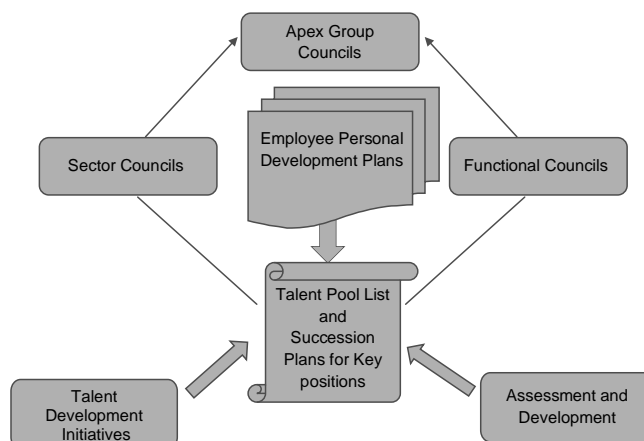 Apex Group
Councils
Employee Personal
Development Plans
Sector Councils
Functional Councils
Talent Pool List
and
Succession
Plans for Key
positions
Talent
Development
Initiatives
Assessment and
Development